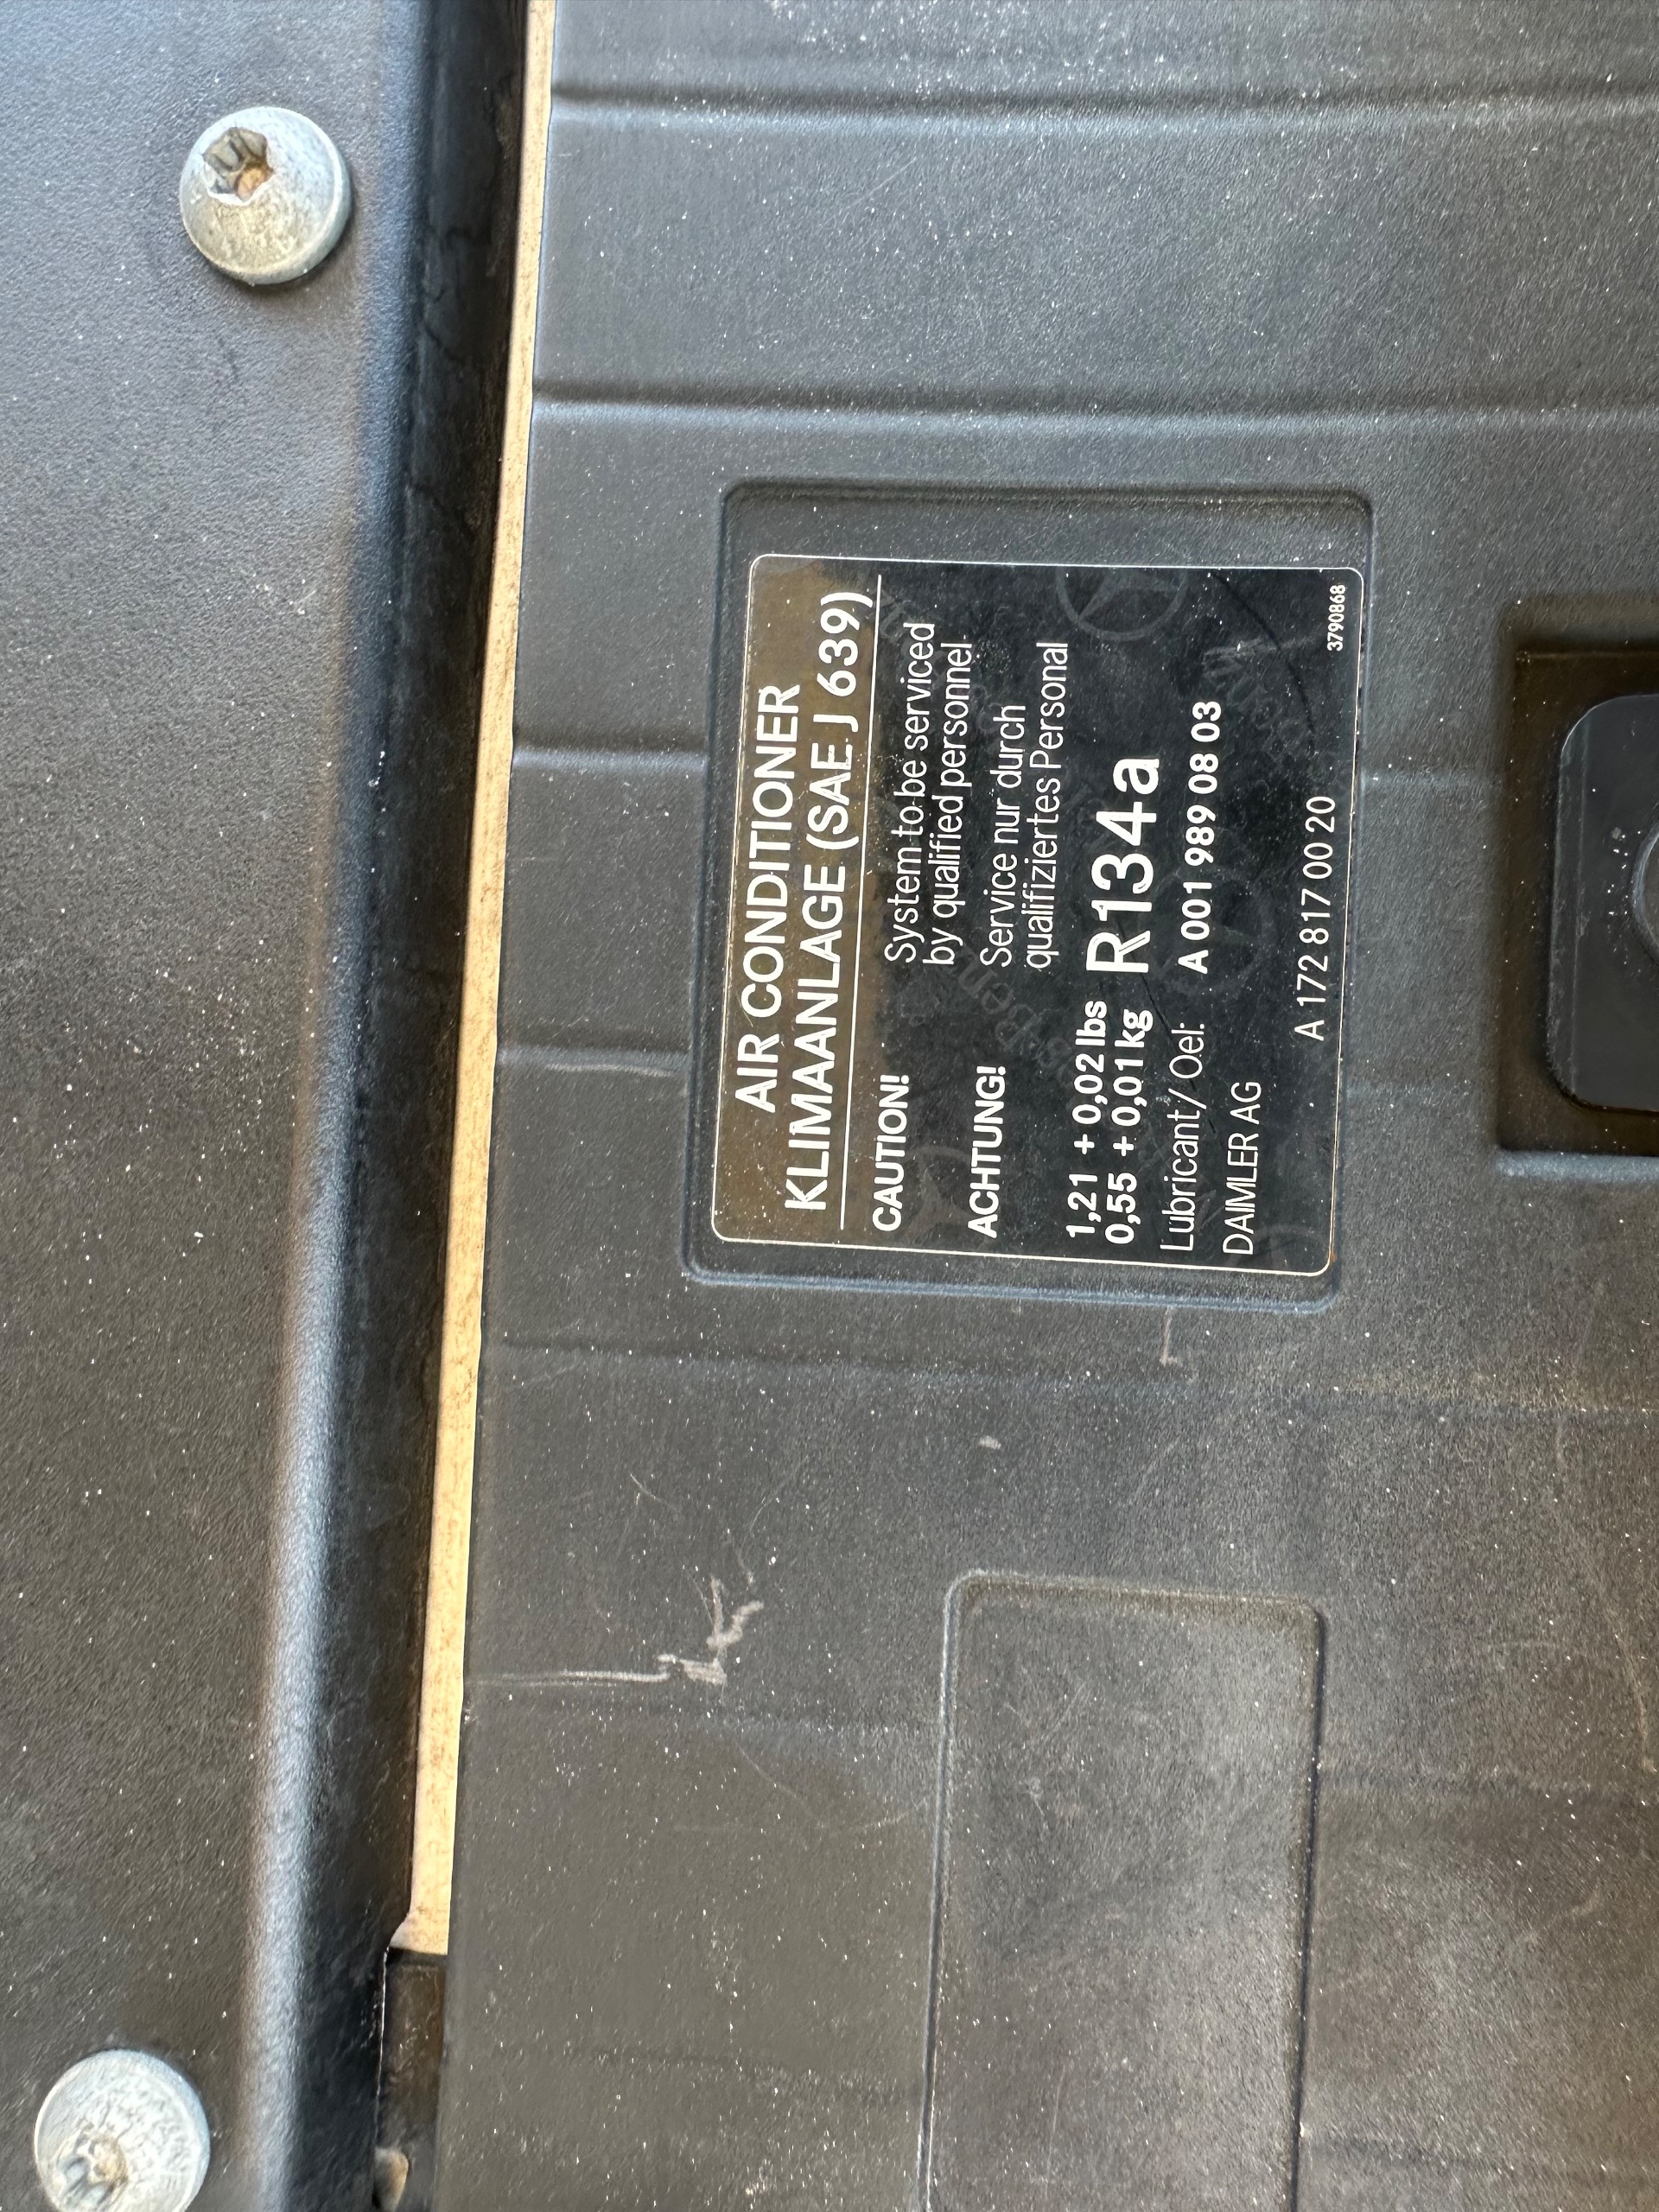 AIR CONDITIONER
KLIMAANLAGE (SAE J 639)
CAUTION! System to be serviced
by qualified personnel
ACHTUNG! Service nur durch
qualifiziertes Personal
1,21 + 0,02 lbs
0,55 + 0,01 kg R134a
Lubricant / Oel: A 001 989 08 03
DAIMLER AG
A 172 817 00 20
3790868